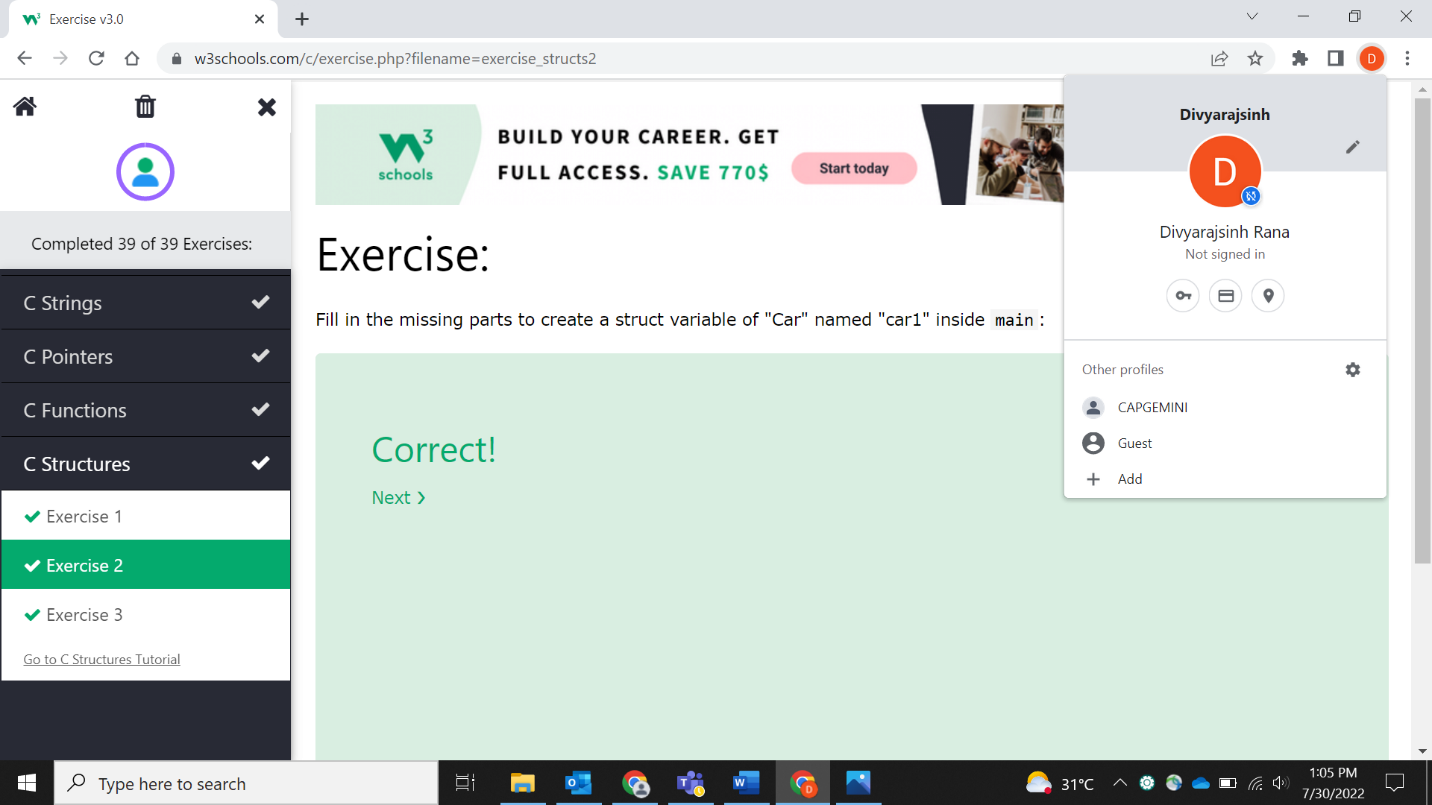 Exercise v3.0
w3schools.com/c/exercise.php?filename=exercise_structs2
D
Completed 39 of 39 Exercises:
C Strings
C Pointers
C Functions
C Structures
Exercise 1
Exercise 2
Exercise 3
Go to C Structures Tutorial
W3
schools
BUILD YOUR CAREER. GET
FULL ACCESS. SAVE 770$
Start today
Exercise:
Fill in the missing parts to create a struct variable of "Car" named "car1" inside main:
Correct!
Next ❯
Divyarajsinh
D
Divyarajsinh Rana
Not signed in
Other profiles
CAPGEMINI
Guest
Add
Type here to search
31°C
1:05 PM
7/30/2022